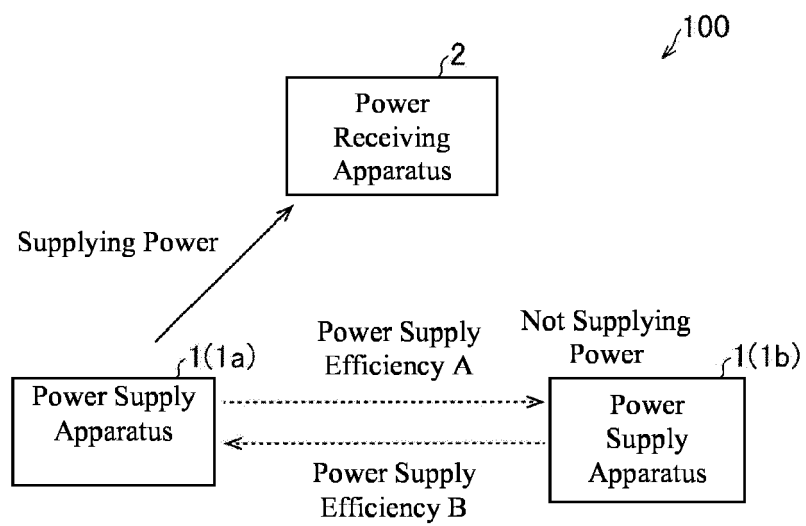 100
2
Power
Receiving
Apparatus
Supplying Power
Power Supply
Efficiency A
Not Supplying
Power
1(1a)
1(1b)
Power Supply
Apparatus
Power
Supply
Apparatus
Power Supply
Efficiency B